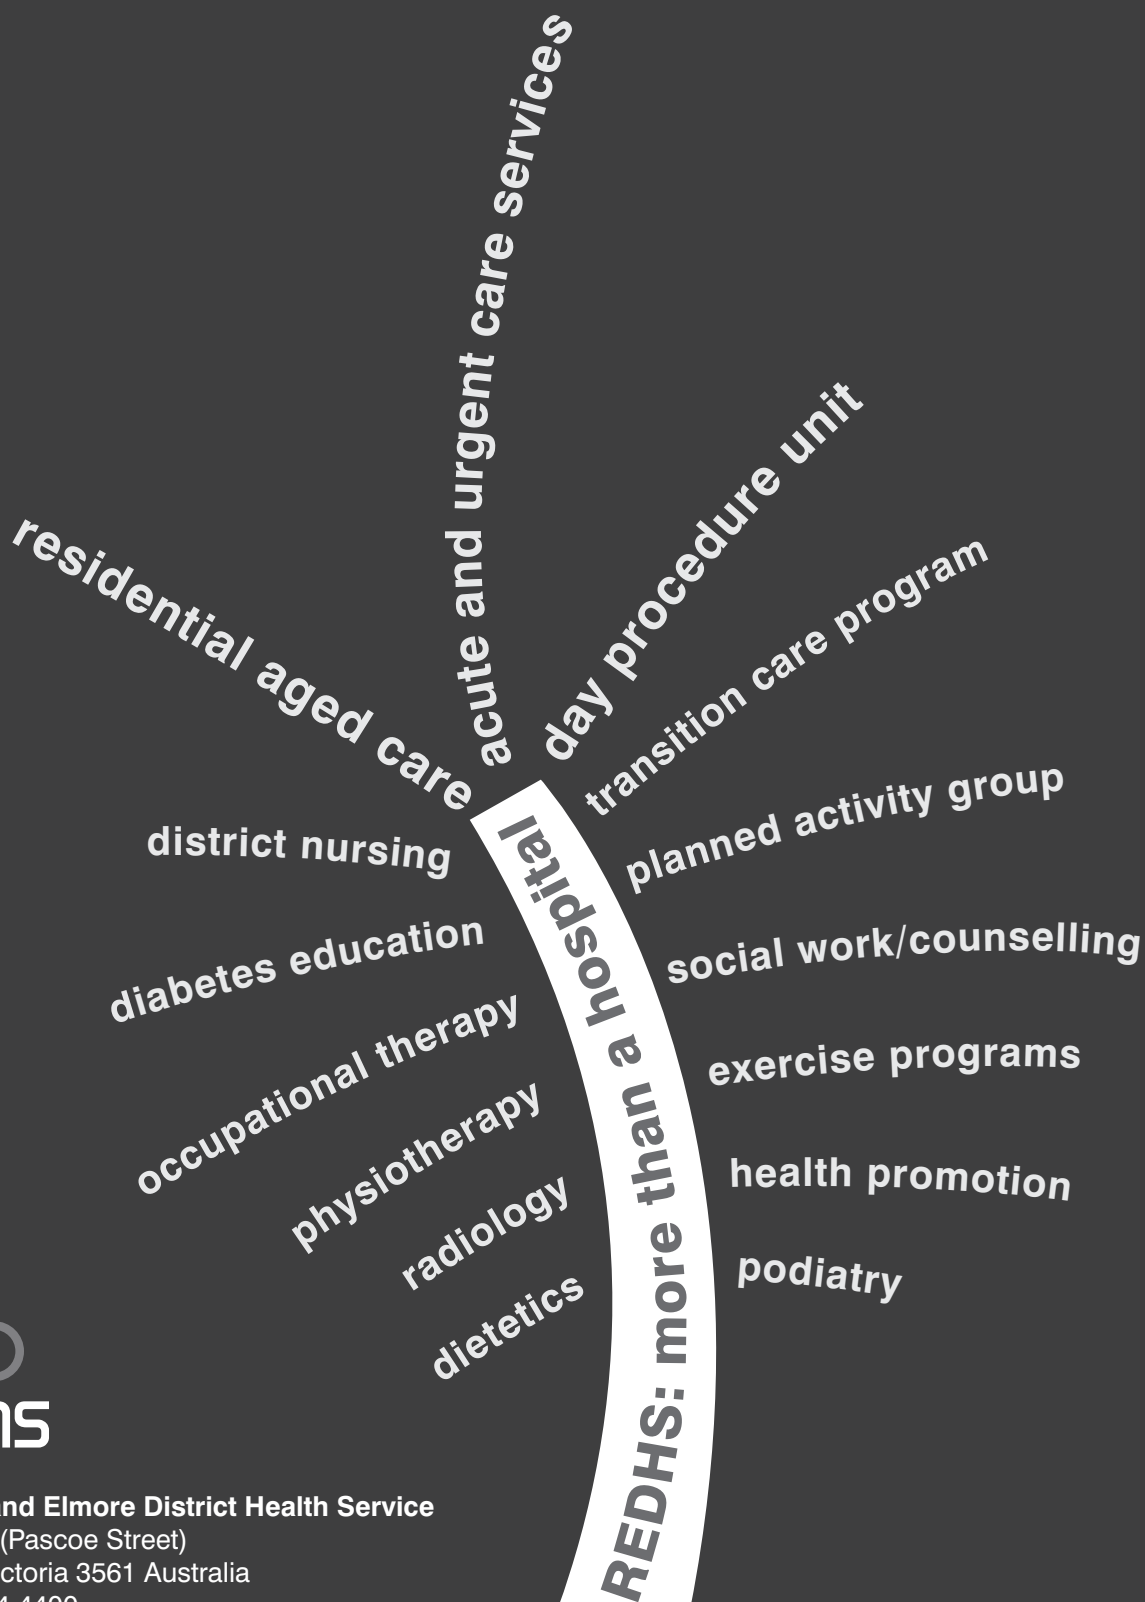 acute and urgent care services
day procedure unit
residential aged care
transition care program
planned activity group
district nursing
social work/counselling
diabetes education
occupational therapy
exercise programs
physiotherapy
health promotion
radiology
podiatry
dietetics
REDHS: more than a hospital
and Elmore District Health Service
(Pascoe Street)
3561 Australia